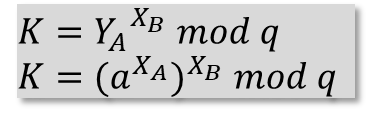 K = Y_A^{X_B} mod q
K = (a^{X_A})^{X_B} mod q